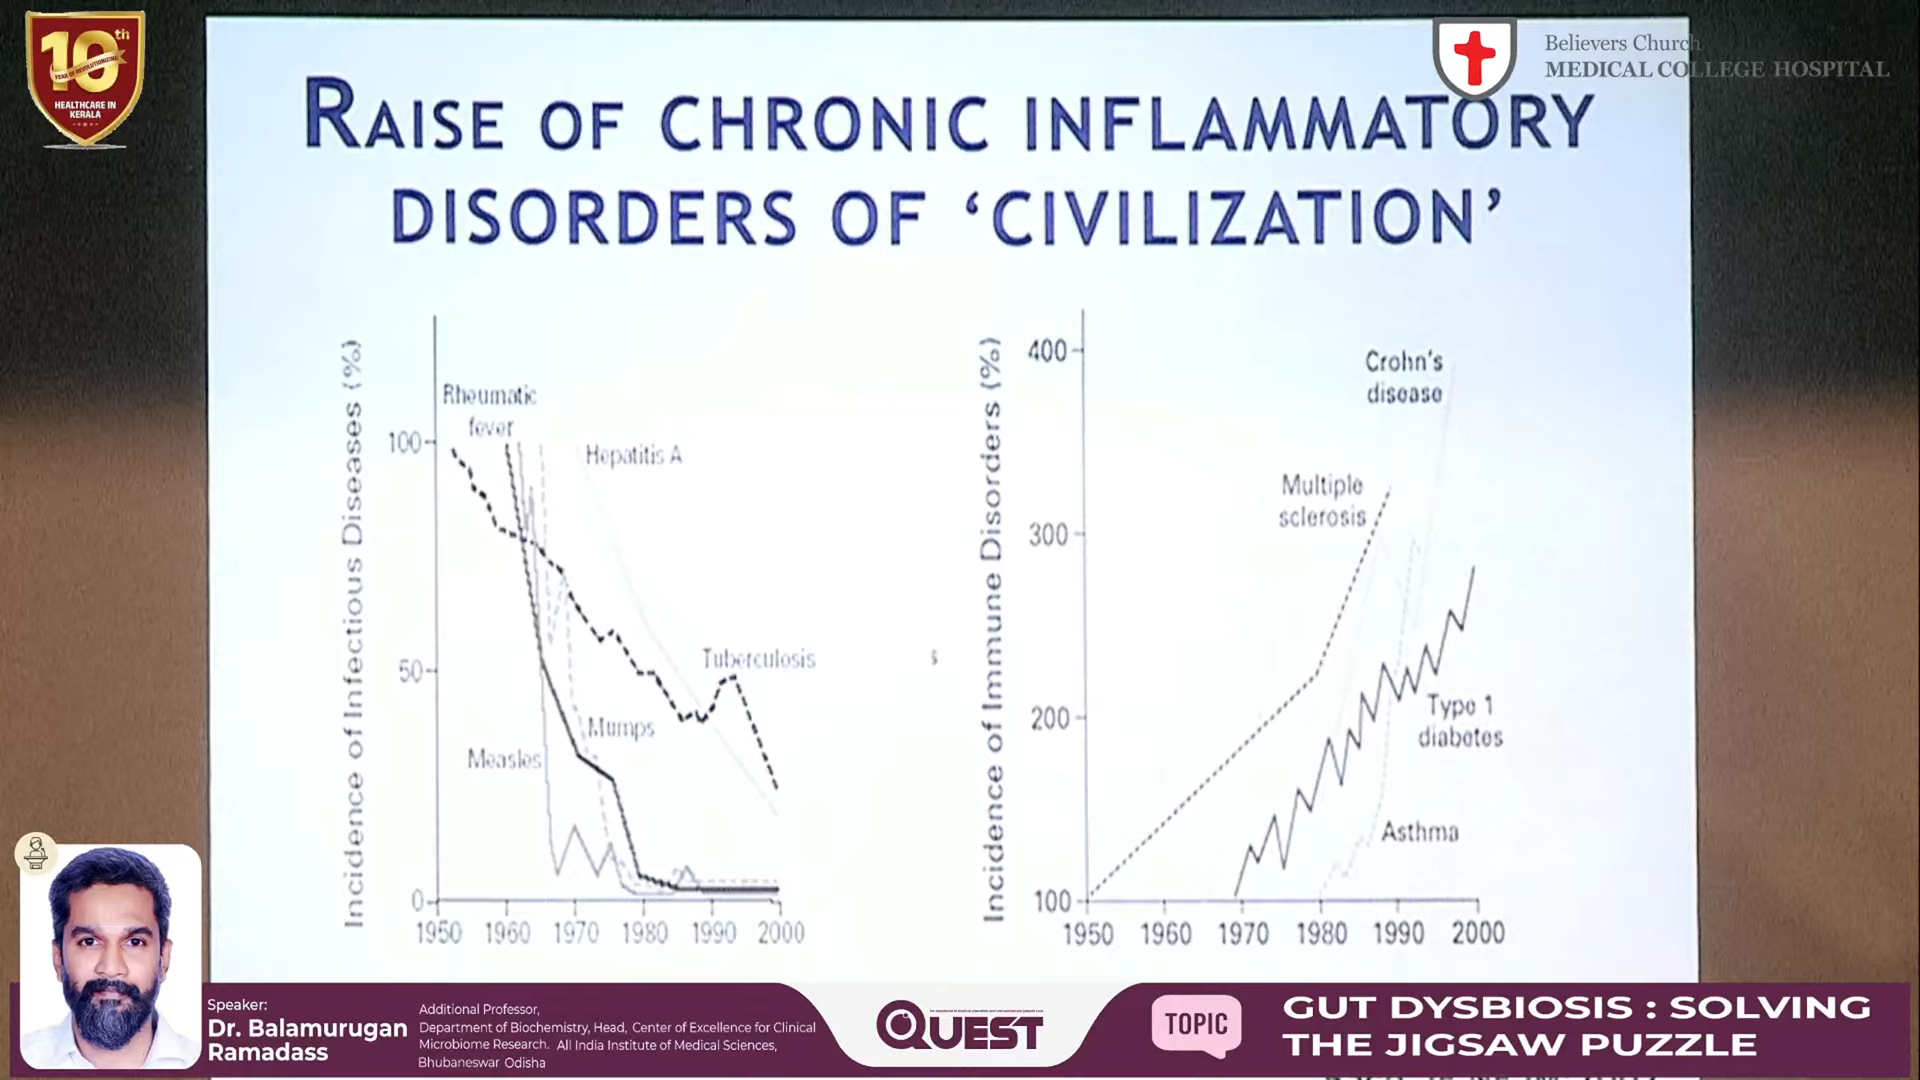 10th
YEAR OF REVOLUTIONIZING
HEALTHCARE IN
KERALA
Believers Church
MEDICAL COLLEGE HOSPITAL
RAISE OF CHRONIC INFLAMMATORY
DISORDERS OF ‘CIVILIZATION’
Incidence of Infectious Diseases (%)
100
50
0
Rheumatic
fever
Hepatitis A
Tuberculosis
Mumps
Measles
1950 1960 1970 1980 1990 2000
s
Incidence of Immune Disorders (%)
400
300
200
100
Crohn's
disease
Multiple
sclerosis
Type 1
diabetes
Asthma
1950 1960 1970 1980 1990 2000
Speaker:
Dr. Balamurugan
Ramadass
Additional Professor,
Department of Biochemistry, Head, Center of Excellence for Clinical
Microbiome Research. All India Institute of Medical Sciences,
Bhubaneswar Odisha
QUEST
TOPIC
GUT DYSBIOSIS : SOLVING
THE JIGSAW PUZZLE